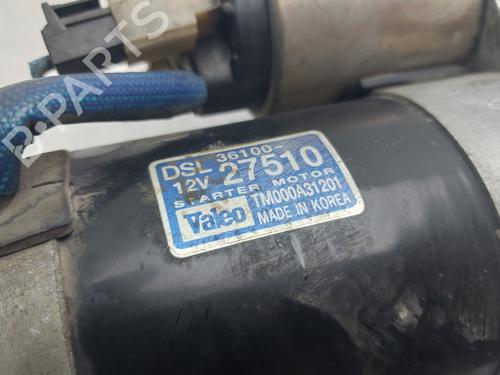 DSL 36100-
12V 27510
STARTER MOTOR
Valeo TM000A31201
MADE IN KOREA
B-PARTS